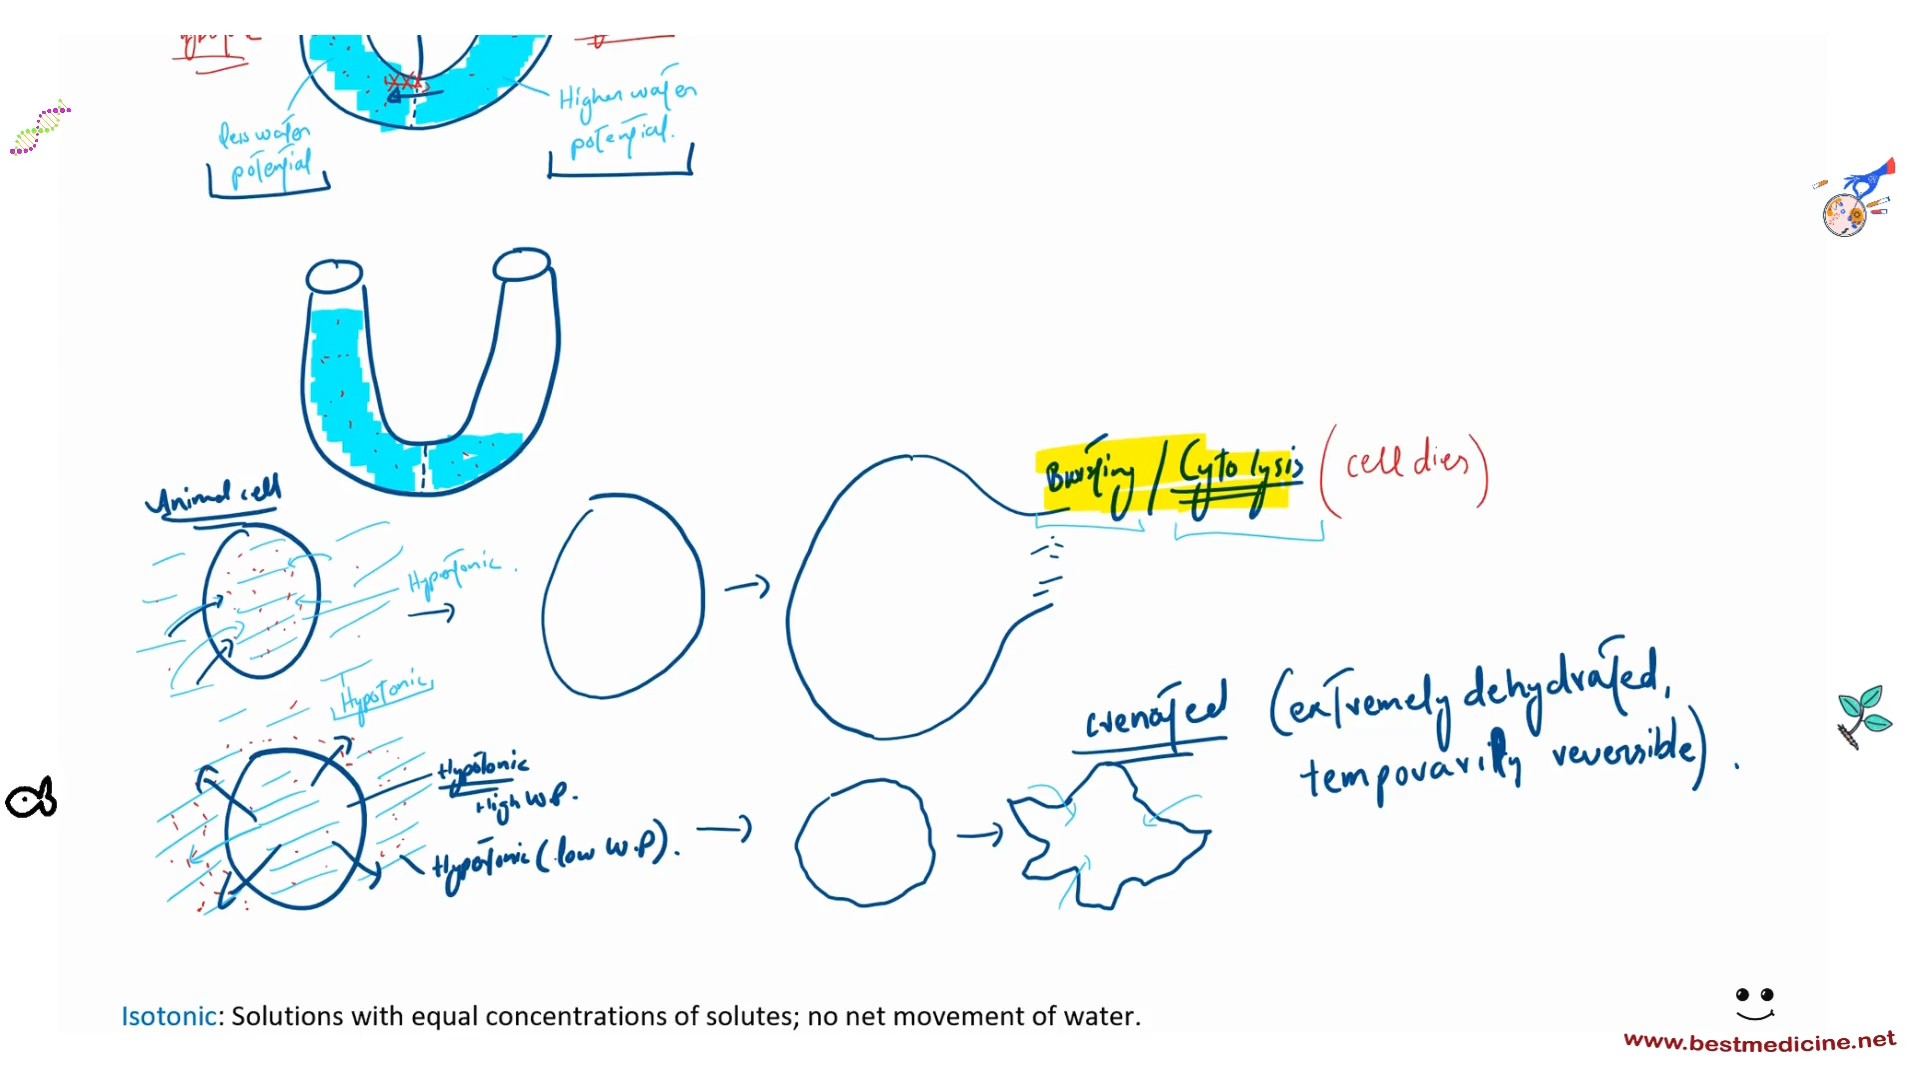 less water
potential
Higher water
potential.
Animal cell
Bursting / Cytolysis (cell dies)
Hypertonic.
Hypotonic
crenated (extremely dehydrated,
temporarily reversible).
Hypotonic
High W.P.
Hypertonic (low W.P).
Isotonic: Solutions with equal concentrations of solutes; no net movement of water.
www.bestmedicine.net